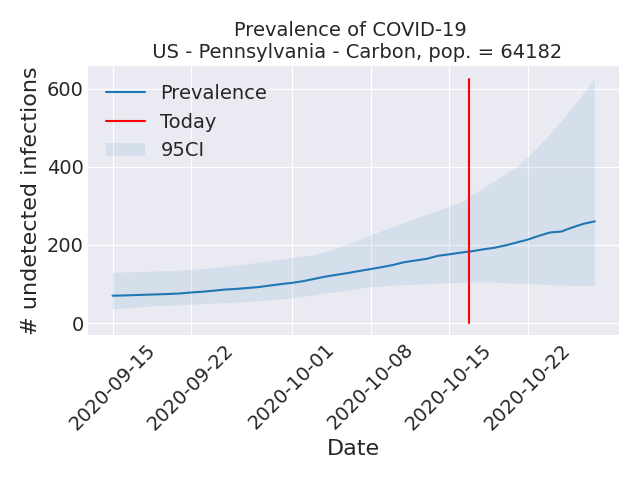 Prevalence of COVID-19
US - Pennsylvania - Carbon, pop. = 64182
# undetected infections
600
400
200
0
Prevalence
Today
95CI
2020-09-15
2020-09-22
2020-10-01
2020-10-08
2020-10-15
2020-10-22
Date